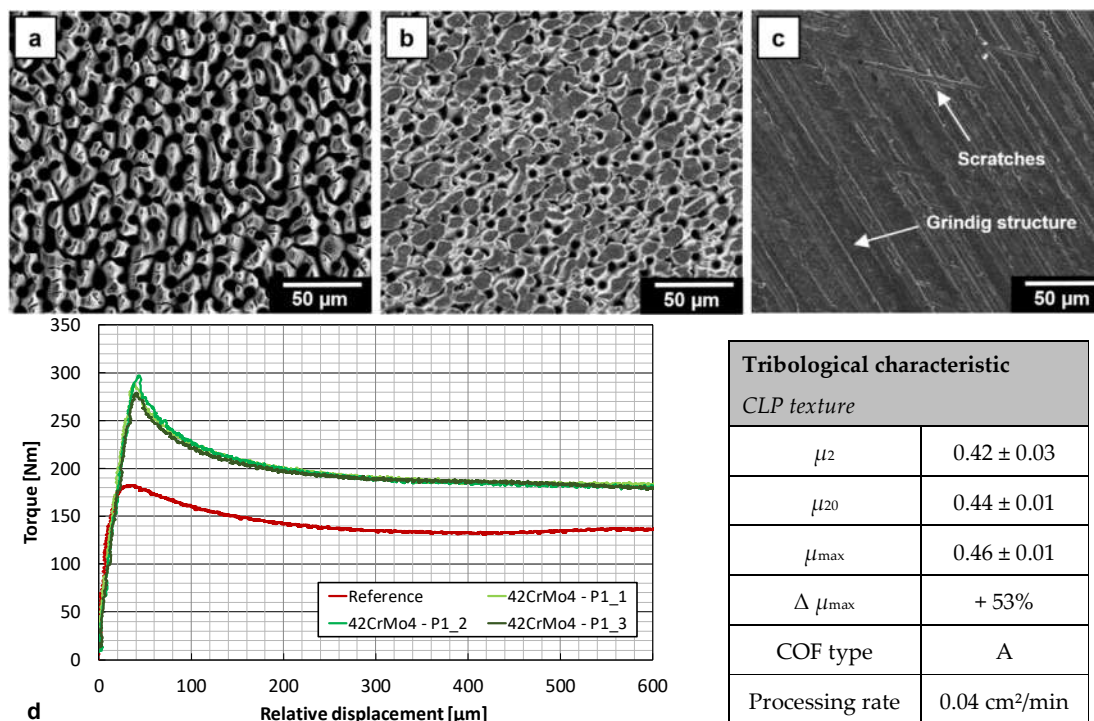 a
b
c
Scratches
Grindig structure
50 µm
50 µm
50 µm
350
300
250
200
150
100
50
0
Torque [Nm]
Reference
42CrMo4 - P1_1
42CrMo4 - P1_2
42CrMo4 - P1_3
0
100
200
300
400
500
600
d
Relative displacement [µm]
Tribological characteristic
CLP texture
μ2 0.42 ± 0.03
μ20 0.44 ± 0.01
μmax 0.46 ± 0.01
Δ μmax + 53%
COF type A
Processing rate 0.04 cm²/min